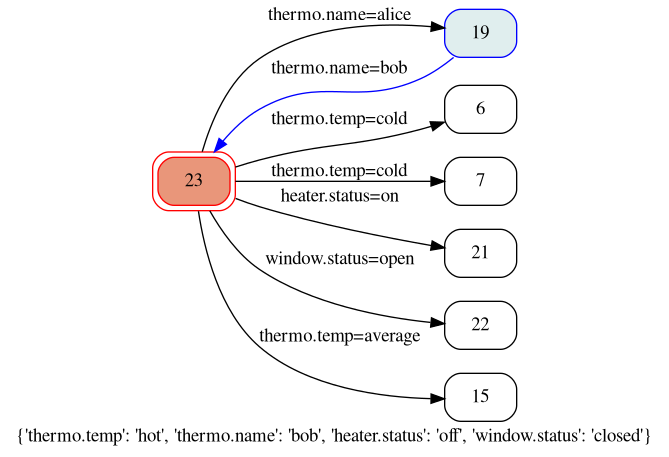 thermo.name=alice
19
thermo.name=bob
6
thermo.temp=cold
23
thermo.temp=cold
7
heater.status=on
21
window.status=open
22
thermo.temp=average
15
{'thermo.temp': 'hot', 'thermo.name': 'bob', 'heater.status': 'off', 'window.status': 'closed'}